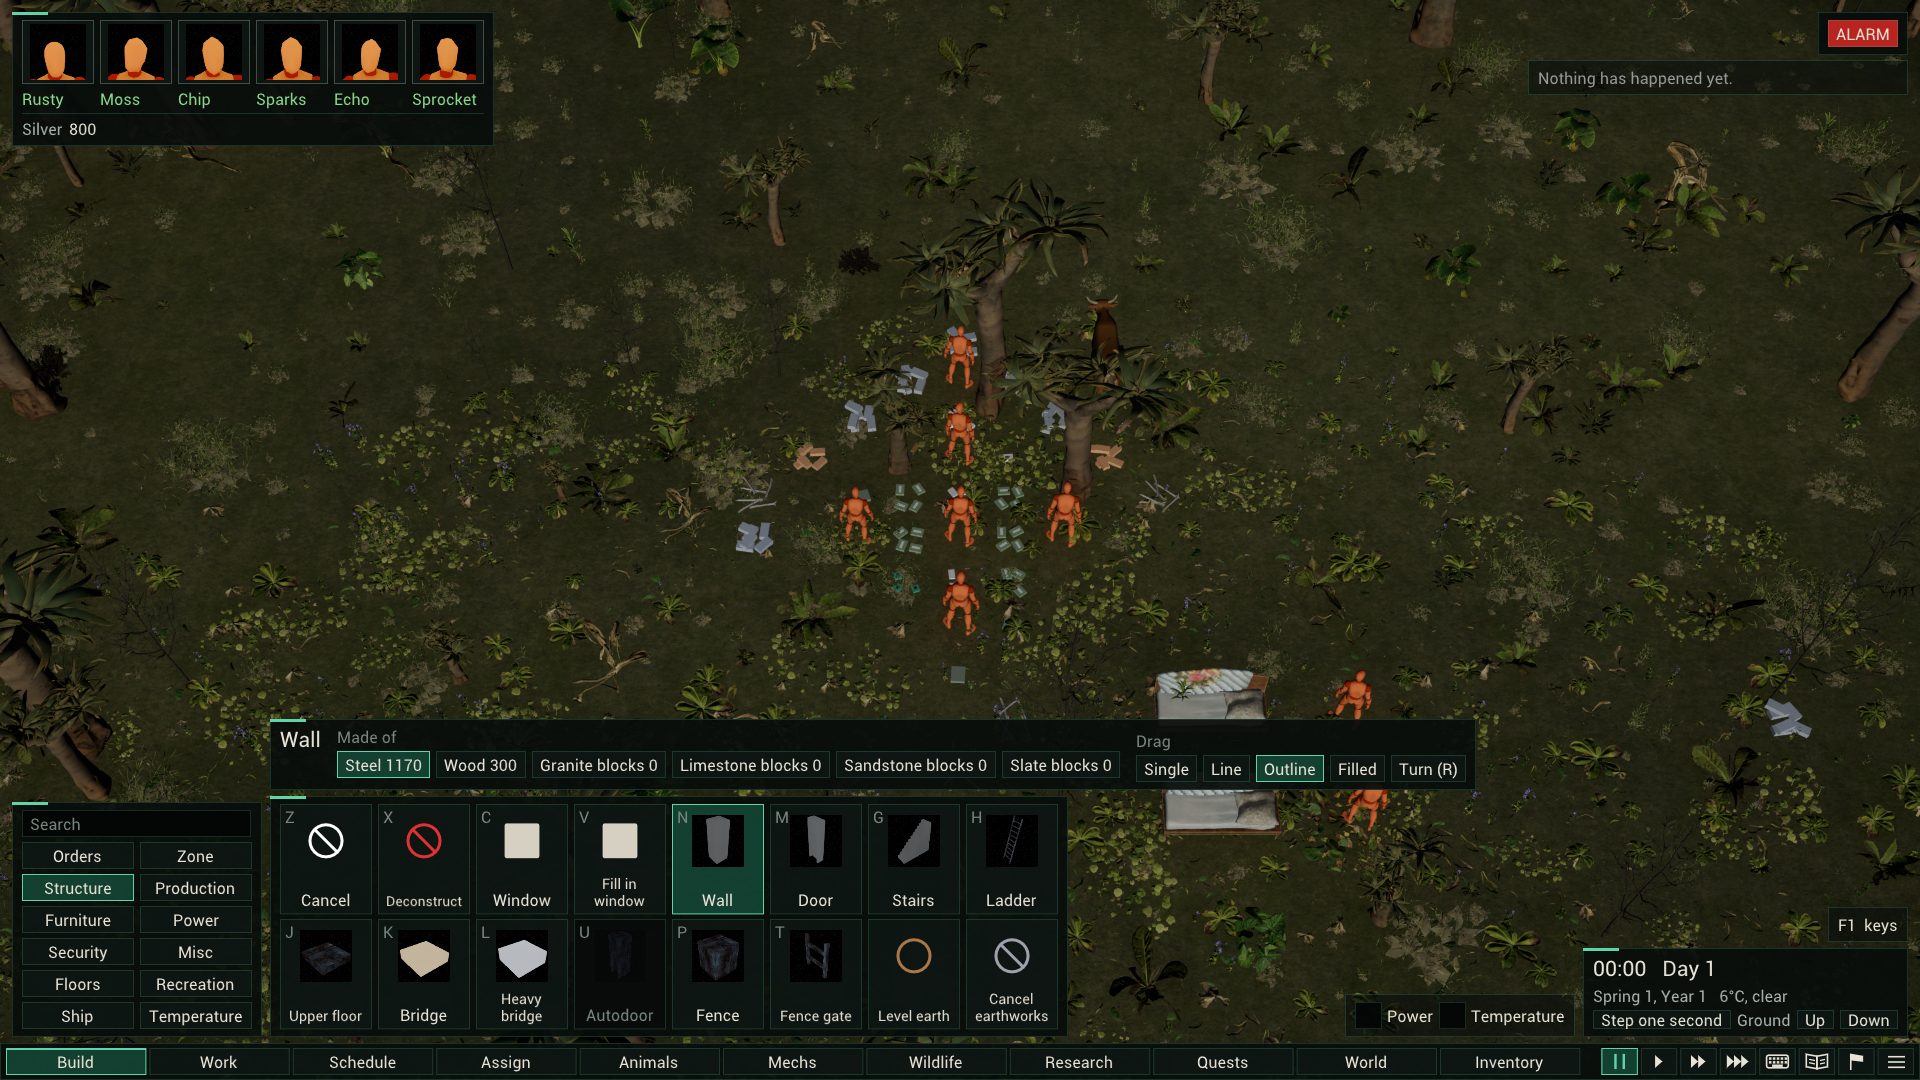 Rusty Moss Chip Sparks Echo Sprocket
Silver 800
ALARM
Nothing has happened yet.
Wall
Made of
Steel 1170 Wood 300 Granite blocks 0 Limestone blocks 0 Sandstone blocks 0 Slate blocks 0
Drag
Single Line Outline Filled Turn (R)
Search
Orders Zone
Structure Production
Furniture Power
Security Misc
Floors Recreation
Ship Temperature
Z X C V N M G H
Cancel Deconstruct Window Fill in window Wall Door Stairs Ladder
J K L U P T
Upper floor Bridge Heavy bridge Autodoor Fence Fence gate Level earth Cancel earthworks
F1 keys
00:00 Day 1
Spring 1, Year 1 6°C, clear
Step one second Ground Up Down
Power Temperature
Build Work Schedule Assign Animals Mechs Wildlife Research Quests World Inventory